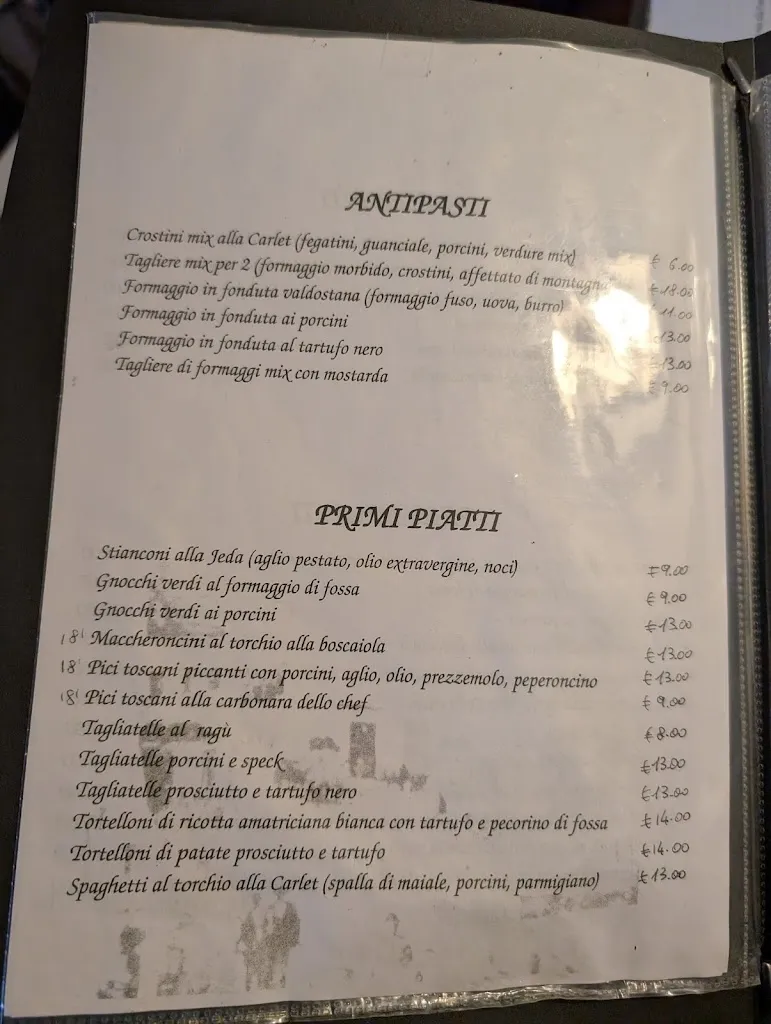 ANTIPASTI
Crostini mix alla Carlet (fegatini, guanciale, porcini, verdure mix) € 6.00
Tagliere mix per 2 (formaggio morbido, crostini, affettato di montagna € 18.00
Formaggio in fonduta valdostana (formaggio fuso, uova, burro) 11.00
Formaggio in fonduta ai porcini 13.00
Formaggio in fonduta al tartufo nero 13.00
Tagliere di formaggi mix con mostarda € 9.00
PRIMI PIATTI
Stianconi alla Jeda (aglio pestato, olio extravergine, noci) € 9.00
Gnocchi verdi al formaggio di fossa € 9.00
Gnocchi verdi ai porcini € 13.00
18' Maccheroncini al torchio alla boscaiola € 13.00
18' Pici toscani piccanti con porcini, aglio, olio, prezzemolo, peperoncino € 13.00
18' Pici toscani alla carbonara dello chef € 9.00
Tagliatelle al ragù € 8.00
Tagliatelle porcini e speck € 13.00
Tagliatelle prosciutto e tartufo nero € 13.00
Tortelloni di ricotta amatriciana bianca con tartufo e pecorino di fossa € 14.00
Tortelloni di patate prosciutto e tartufo € 14.00
Spaghetti al torchio alla Carlet (spalla di maiale, porcini, parmigiano) € 13.00